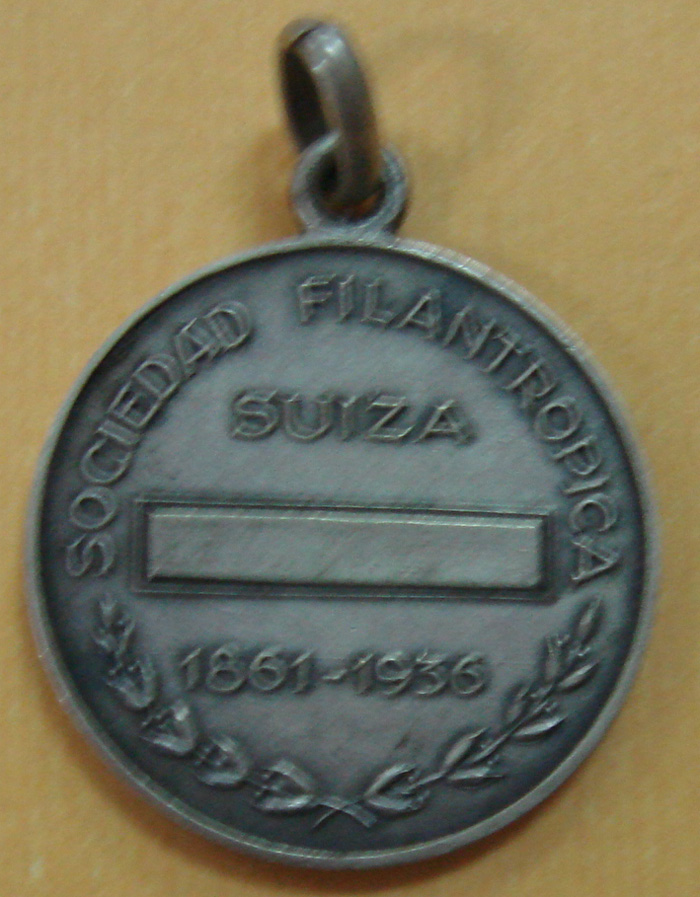 SOCIEDAD FILANTROPICA
SUIZA
1861-1936